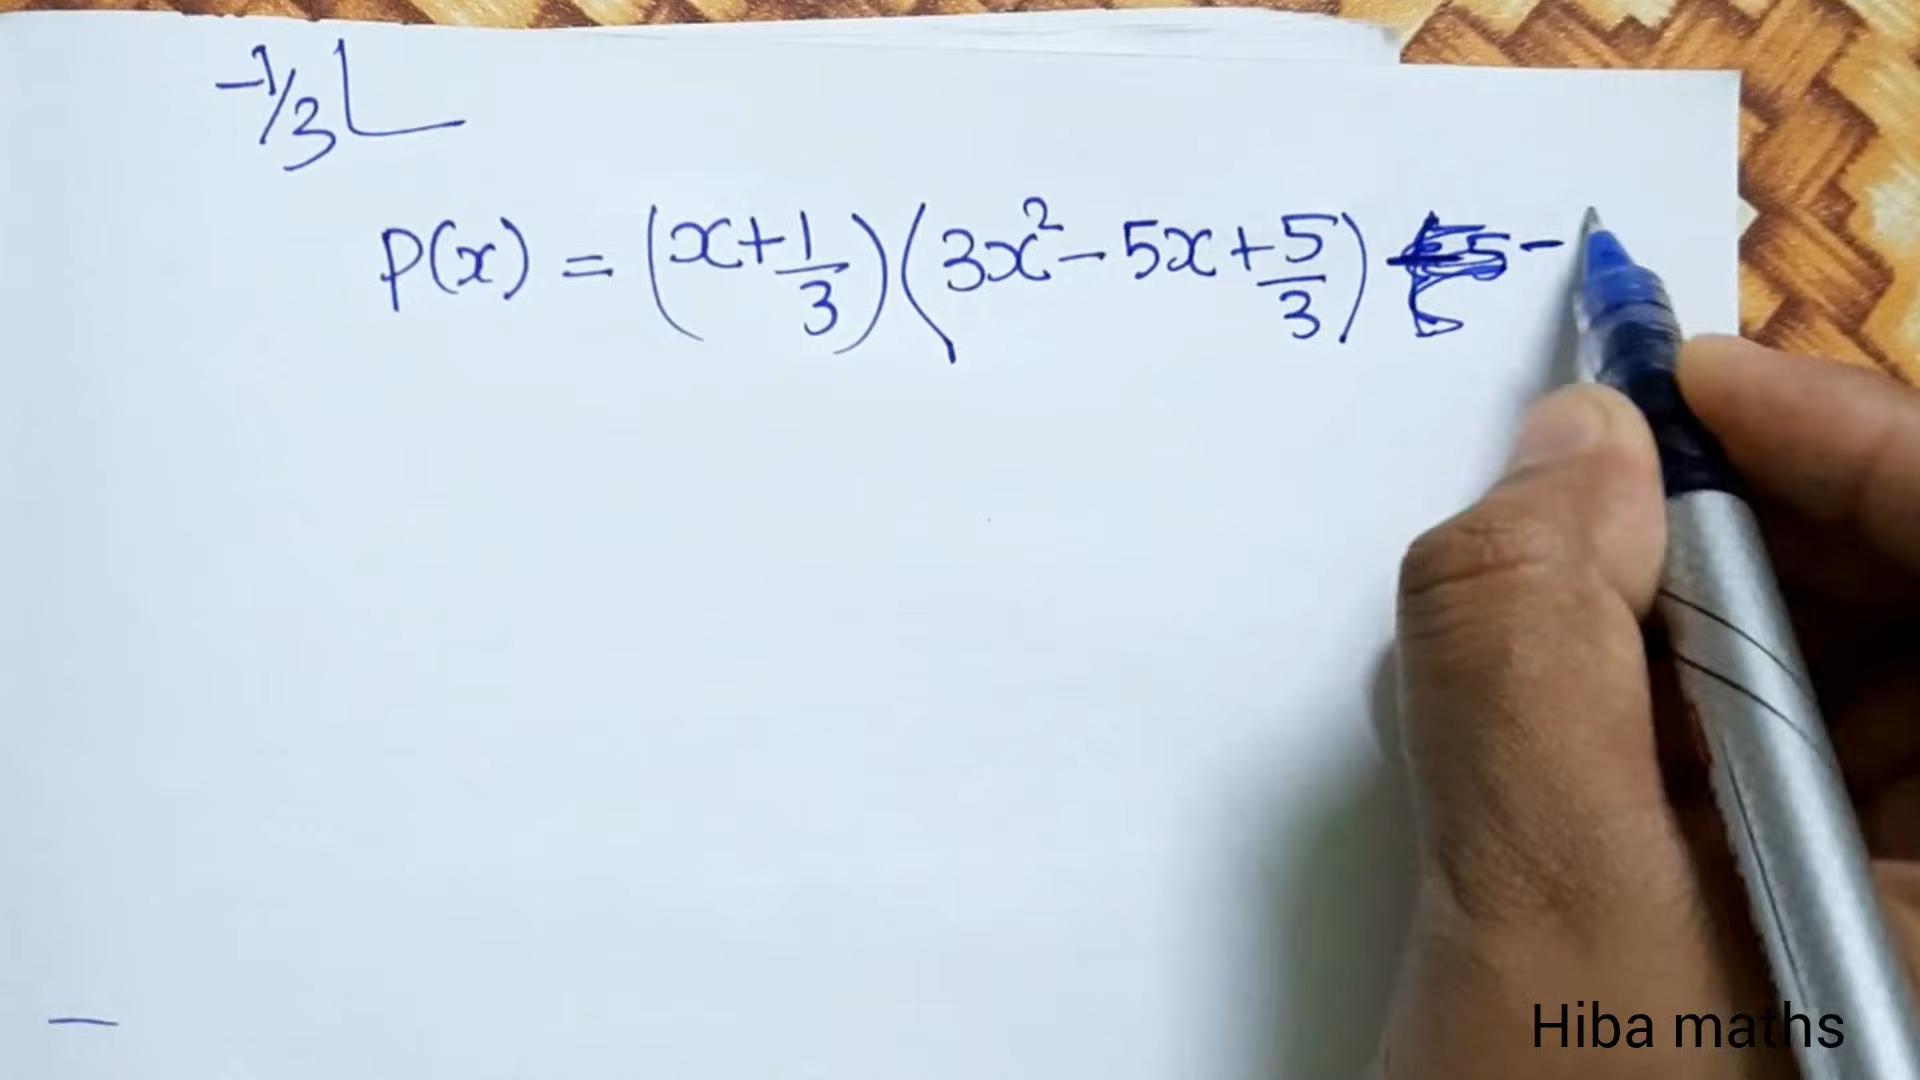 -1/3
P(x) = (x+1/3)(3x²-5x+5/3) -
Hiba maths